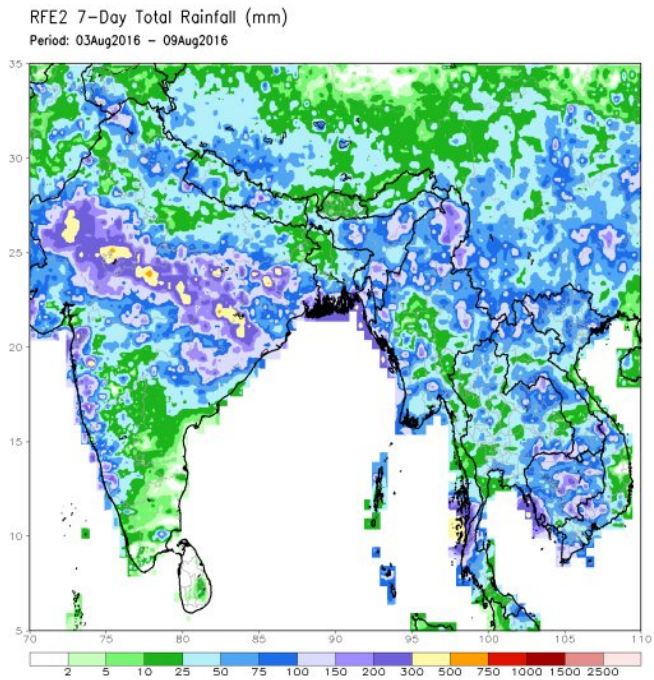 RFE2 7-Day Total Rainfall (mm)
Period: 03Aug2016 – 09Aug2016
35
30
25
20
15
10
5
70 75 80 85 90 95 100 105 110
2 5 10 25 50 75 100 150 200 300 500 750 1000 1500 2500